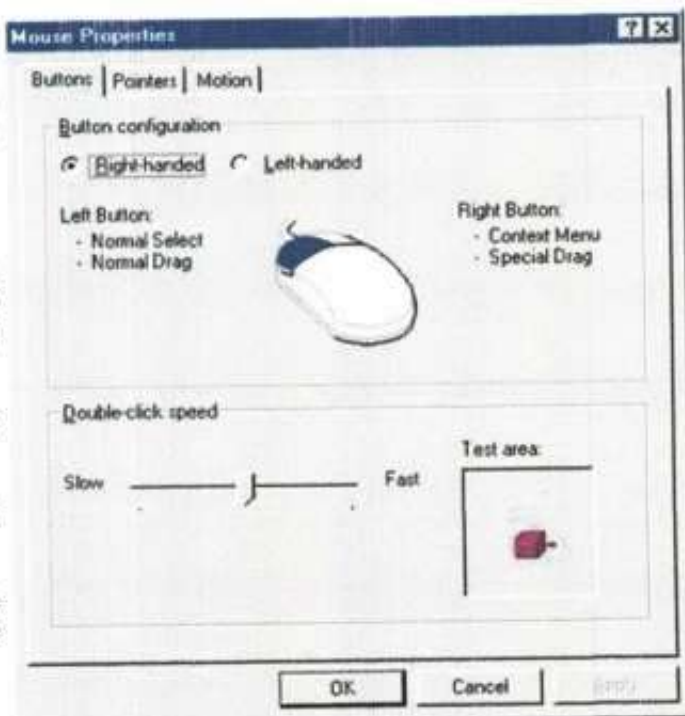 Mouse Properties
Buttons Pointers Motion
Button configuration
Right-handed Left-handed
Left Button:
- Normal Select
- Normal Drag
Right Button:
- Context Menu
- Special Drag
Double-click speed
Slow Fast
Test area:
OK Cancel Apply